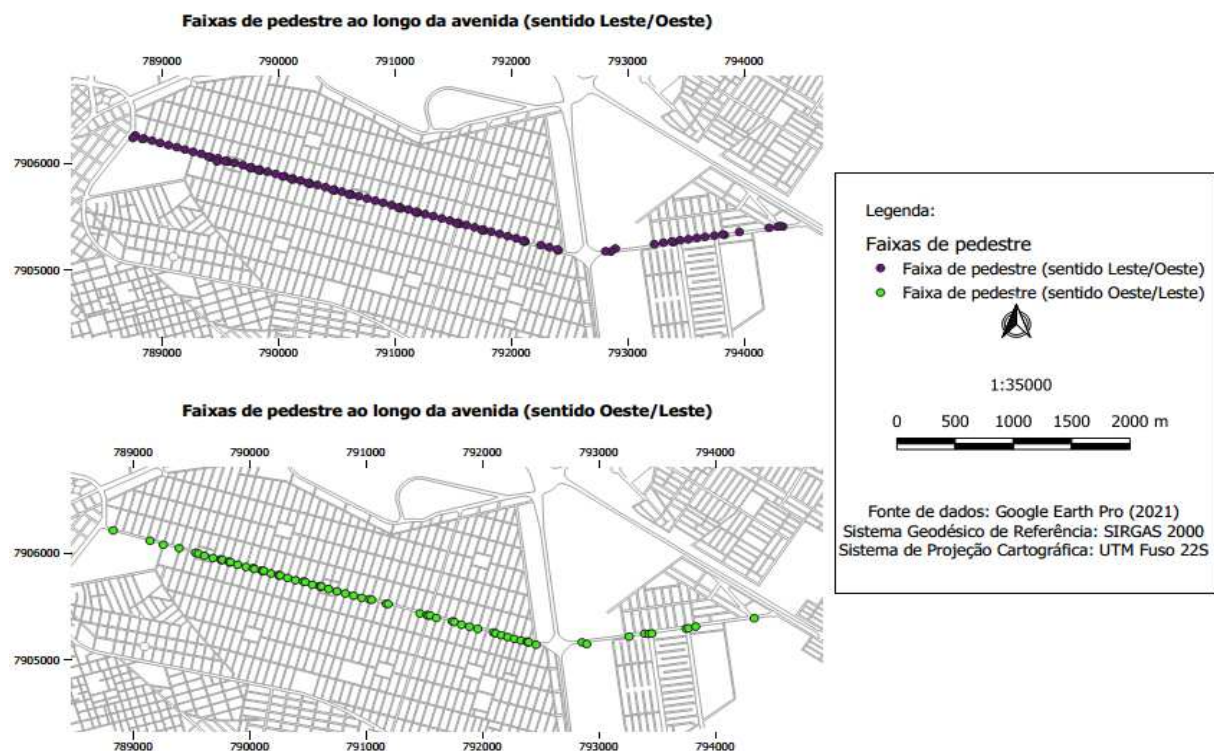 Faixas de pedestre ao longo da avenida (sentido Leste/Oeste)
789000 790000 791000 792000 793000 794000
7906000
7905000
789000 790000 791000 792000 793000 794000
Faixas de pedestre ao longo da avenida (sentido Oeste/Leste)
789000 790000 791000 792000 793000 794000
7906000
7905000
789000 790000 791000 792000 793000 794000
Legenda:
Faixas de pedestre
Faixa de pedestre (sentido Leste/Oeste)
Faixa de pedestre (sentido Oeste/Leste)
1:35000
0 500 1000 1500 2000 m
Fonte de dados: Google Earth Pro (2021)
Sistema Geodésico de Referência: SIRGAS 2000
Sistema de Projeção Cartográfica: UTM Fuso 22S